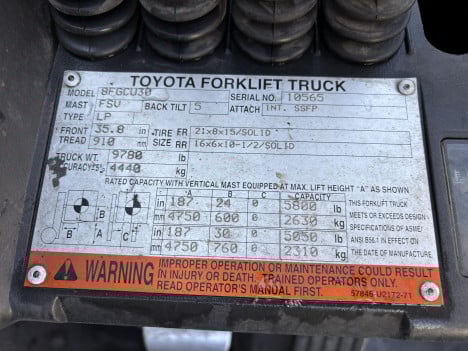 TOYOTA FORKLIFT TRUCK
MODEL 8FGCU30 SERIAL NO. 10565
MAST FSV BACK TILT 5 ATTACH INT. SSFP
TYPE LP
FRONT TREAD 35.8 in TIRE SIZE FR 21x8x15/SOLID
910 mm RR 16x6x10-1/2/SOLID
TRUCK WT. 9780 lb
ACCURACY±5% 4440 kg
RATED CAPACITY WITH VERTICAL MAST EQUIPPED AT MAX. LIFT HEIGHT "A" AS SHOWN
A B C CAPACITY
in 187 24 0 5800 lb THIS FORKLIFT TRUCK
mm 4750 600 0 2630 kg MEETS OR EXCEEDS DESIGN
in 187 30 0 5050 lb SPECIFICATIONS OF ASME/
mm 4750 760 0 2310 kg ANSI B56.1 IN EFFECT ON
THE DATE OF MANUFACTURE
A B A C
WARNING IMPROPER OPERATION OR MAINTENANCE COULD RESULT
IN INJURY OR DEATH. TRAINED OPERATORS ONLY.
READ OPERATOR'S MANUAL FIRST.
57845-U2172-71